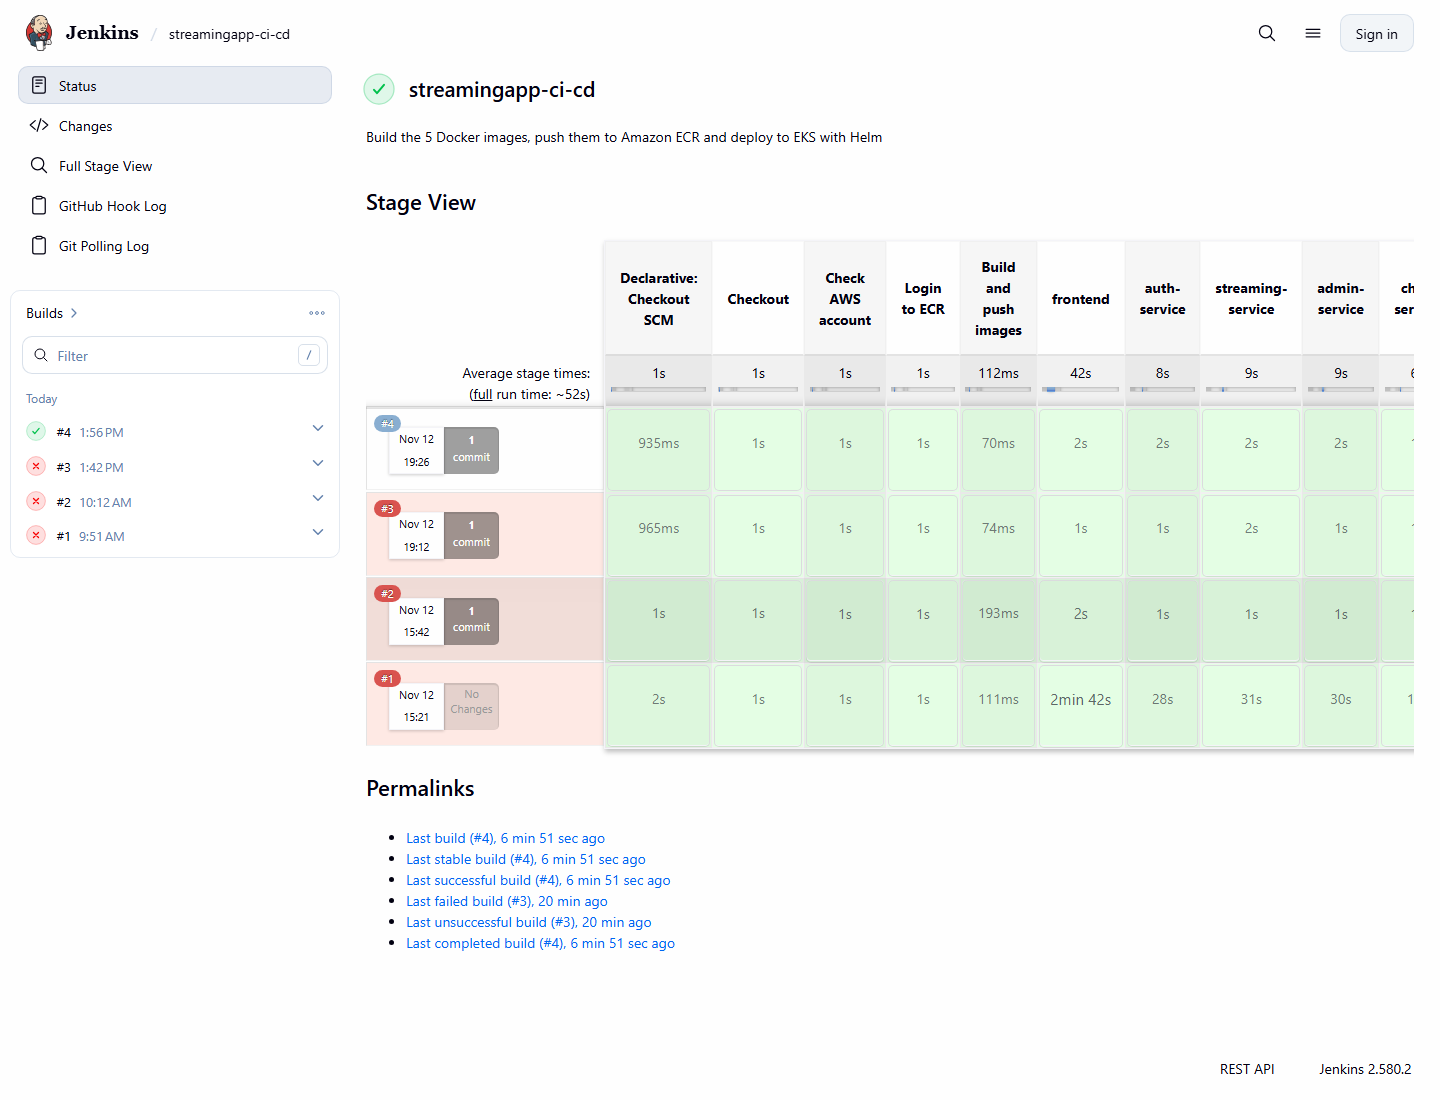 Jenkins / streamingapp-ci-cd
Sign in
Status
Changes
Full Stage View
GitHub Hook Log
Git Polling Log
Builds
Filter
/
Today
#4 1:56 PM
#3 1:42 PM
#2 10:12 AM
#1 9:51 AM
streamingapp-ci-cd
Build the 5 Docker images, push them to Amazon ECR and deploy to EKS with Helm
Stage View
Declarative: Checkout SCM
Checkout
Check AWS account
Login to ECR
Build and push images
frontend
auth-service
streaming-service
admin-service
Average stage times:
(full run time: ~52s)
1s 1s 1s 1s 112ms 42s 8s 9s 9s
#4
Nov 12
19:26
1
commit
935ms 1s 1s 1s 70ms 2s 2s 2s 2s
#3
Nov 12
19:12
1
commit
965ms 1s 1s 1s 74ms 1s 1s 2s 1s
#2
Nov 12
15:42
1
commit
1s 1s 1s 1s 193ms 2s 1s 1s 1s
#1
Nov 12
15:21
No
Changes
2s 1s 1s 1s 111ms 2min 42s 28s 31s 30s
Permalinks
Last build (#4), 6 min 51 sec ago
Last stable build (#4), 6 min 51 sec ago
Last successful build (#4), 6 min 51 sec ago
Last failed build (#3), 20 min ago
Last unsuccessful build (#3), 20 min ago
Last completed build (#4), 6 min 51 sec ago
REST API
Jenkins 2.580.2